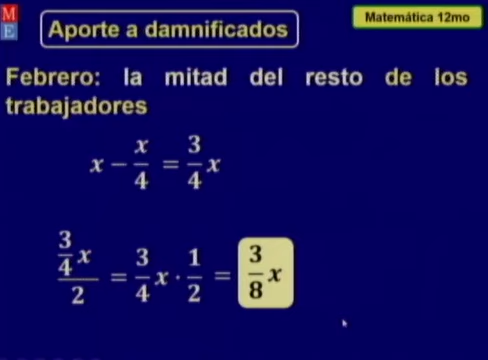 M
E
Aporte a damnificados
Matemática 12mo
Febrero: la mitad del resto de los
trabajadores
x − x/4 = 3/4 x
(3/4 x)/2 = 3/4 x · 1/2 = 3/8 x